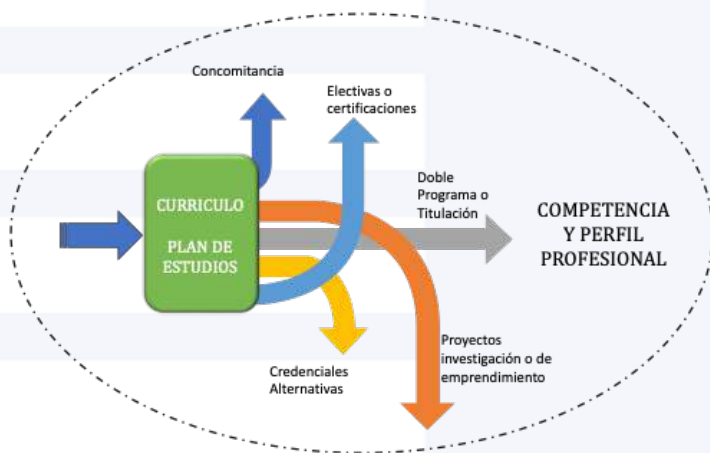 Concomitancia
Electivas o
certificaciones
CURRICULO
PLAN DE
ESTUDIOS
Doble
Programa o
Titulación
COMPETENCIA
Y PERFIL
PROFESIONAL
Credenciales
Alternativas
Proyectos
investigación o de
emprendimiento